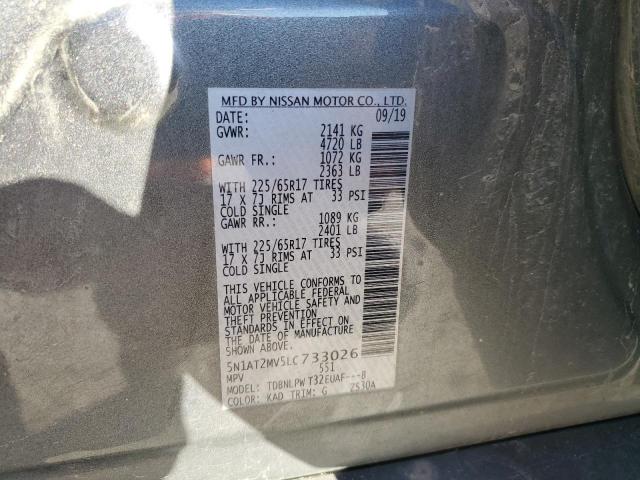 MFD BY NISSAN MOTOR CO., LTD.
DATE: 09/19
GVWR: 2141 KG
4720 LB
GAWR FR.: 1072 KG
2363 LB
WITH 225/65R17 TIRES
17 X 7J RIMS AT 33 PSI
COLD SINGLE
GAWR RR.: 1089 KG
2401 LB
WITH 225/65R17 TIRES
17 X 7J RIMS AT 33 PSI
COLD SINGLE
THIS VEHICLE CONFORMS TO
ALL APPLICABLE FEDERAL
MOTOR VEHICLE SAFETY AND
THEFT PREVENTION
STANDARDS IN EFFECT ON
THE DATE OF MANUFACTURE
SHOWN ABOVE.
5N1AT2MV5LC733026
MPV 551
MODEL: TDBNLPW T32EUAF---8
COLOR: KAD TRIM: G ZS30A